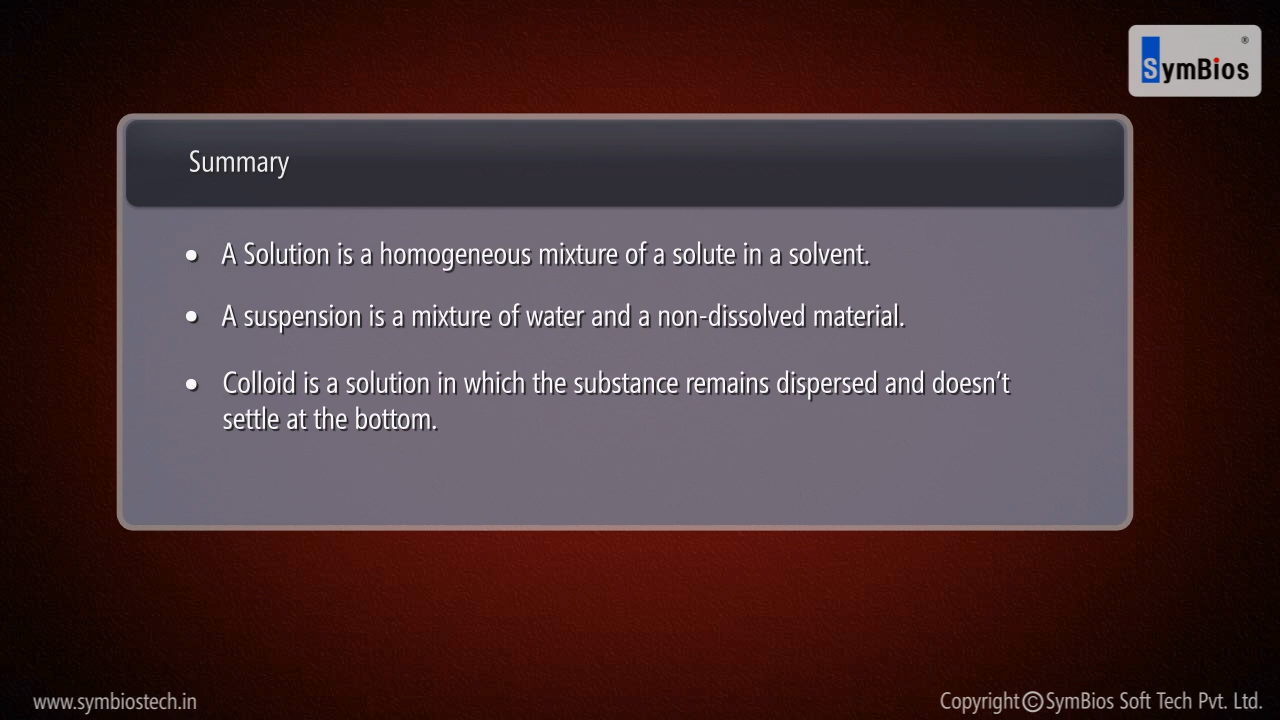 SymBios®
Summary
• A Solution is a homogeneous mixture of a solute in a solvent.
• A suspension is a mixture of water and a non-dissolved material.
• Colloid is a solution in which the substance remains dispersed and doesn't
settle at the bottom.
www.symbiostech.in
Copyright©SymBios Soft Tech Pvt. Ltd.